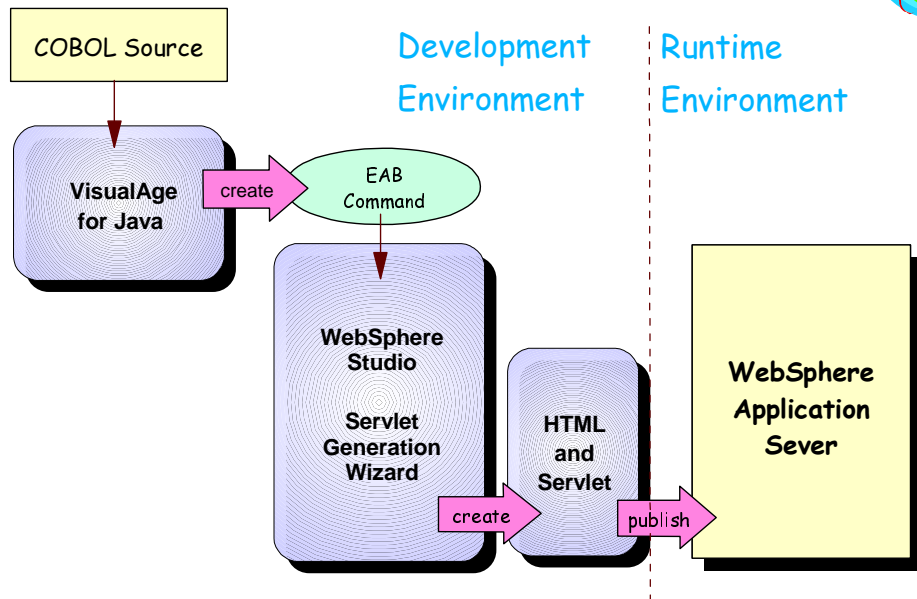 COBOL Source
Development
Environment
Runtime
Environment
VisualAge
for Java
create
EAB
Command
WebSphere
Studio
Servlet
Generation
Wizard
create
HTML
and
Servlet
publish
WebSphere
Application
Sever